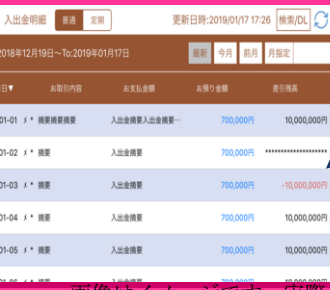 入出金明細 普通 定期 更新日時:2019/01/17 17:26 検索/DL
2018年12月19日～To:2019年01月17日 最新 今月 前月 月指定
日▼ お取引内容 お支払金額 お預り金額 差引残高
01-01 メ * 摘要摘要摘要 入出金摘要入出金摘要… 700,000円 10,000,000円
01-02 メ * 摘要 入出金摘要 700,000円 ********************
01-03 メ * 摘要 入出金摘要 700,000円 -10,000,000円
01-04 メ * 摘要 入出金摘要 700,000円 10,000,000円
01-05 メ * 摘要 入出金摘要 700,000円 10,000,000円